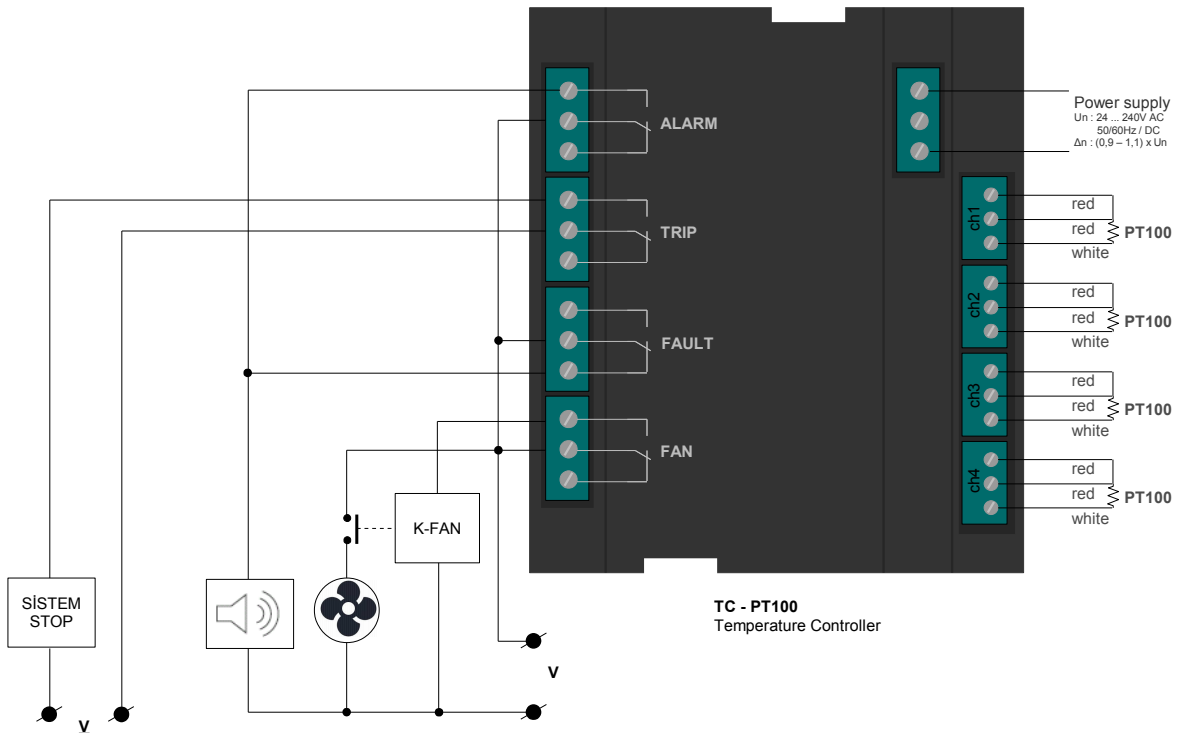 ALARM
TRIP
FAULT
FAN
Power supply
Un : 24 ... 240V AC
50/60Hz / DC
Δn : (0,9 – 1,1) x Un
ch1
red
red
white
PT100
ch2
red
red
white
PT100
ch3
red
red
white
PT100
ch4
red
red
white
PT100
K-FAN
SİSTEM
STOP
V
V
TC - PT100
Temperature Controller